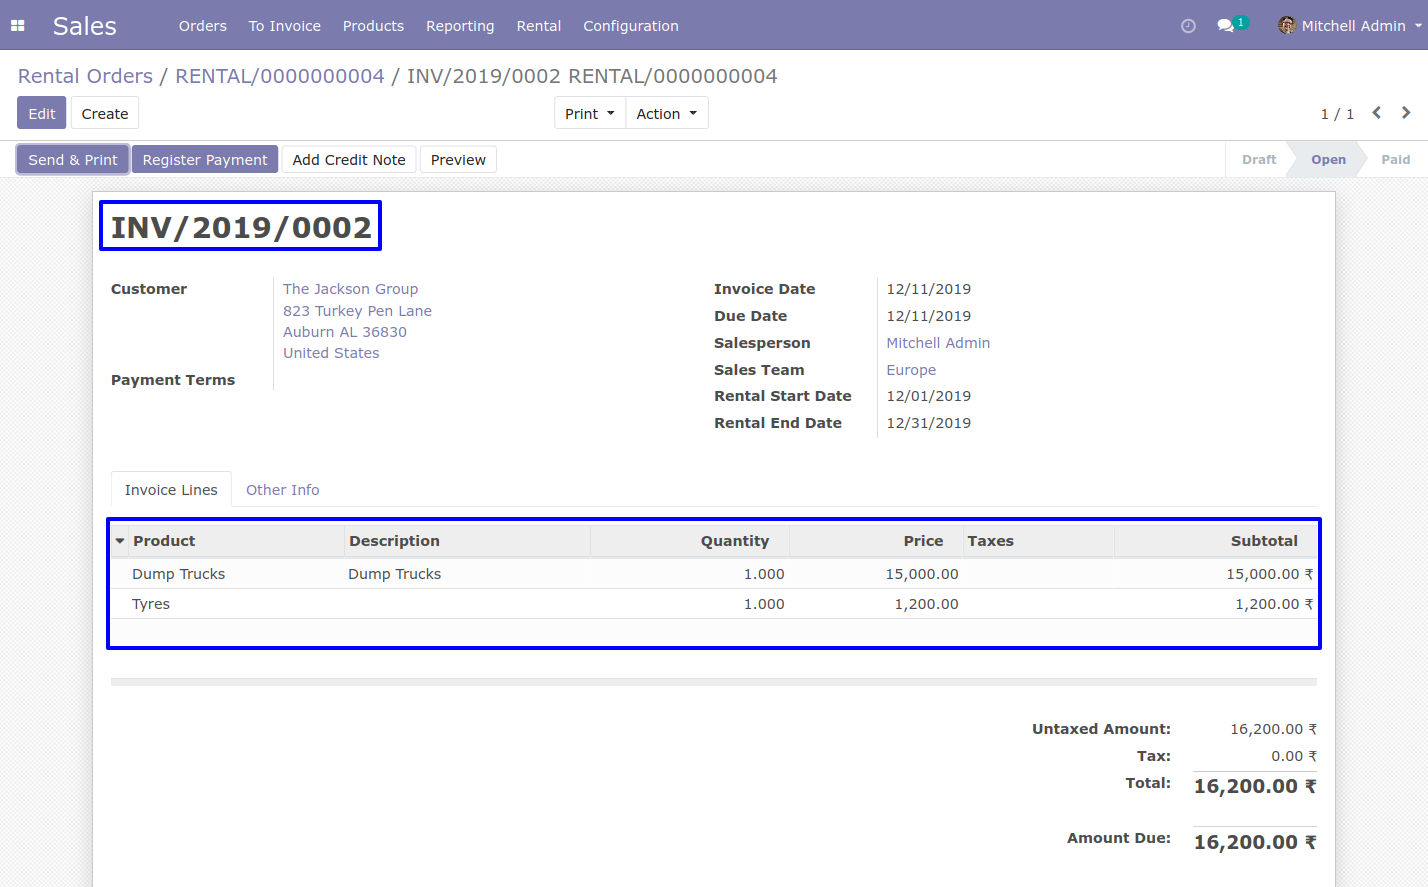 Sales Orders To Invoice Products Reporting Rental Configuration 1 Mitchell Admin
Rental Orders / RENTAL/0000000004 / INV/2019/0002 RENTAL/0000000004
Edit Create Print Action 1 / 1
Send & Print Register Payment Add Credit Note Preview Draft Open Paid
INV/2019/0002
Customer The Jackson Group
823 Turkey Pen Lane
Auburn AL 36830
United States
Payment Terms
Invoice Date 12/11/2019
Due Date 12/11/2019
Salesperson Mitchell Admin
Sales Team Europe
Rental Start Date 12/01/2019
Rental End Date 12/31/2019
Invoice Lines Other Info
Product Description Quantity Price Taxes Subtotal
Dump Trucks Dump Trucks 1.000 15,000.00 15,000.00 ₹
Tyres 1.000 1,200.00 1,200.00 ₹
Untaxed Amount: 16,200.00 ₹
Tax: 0.00 ₹
Total: 16,200.00 ₹
Amount Due: 16,200.00 ₹